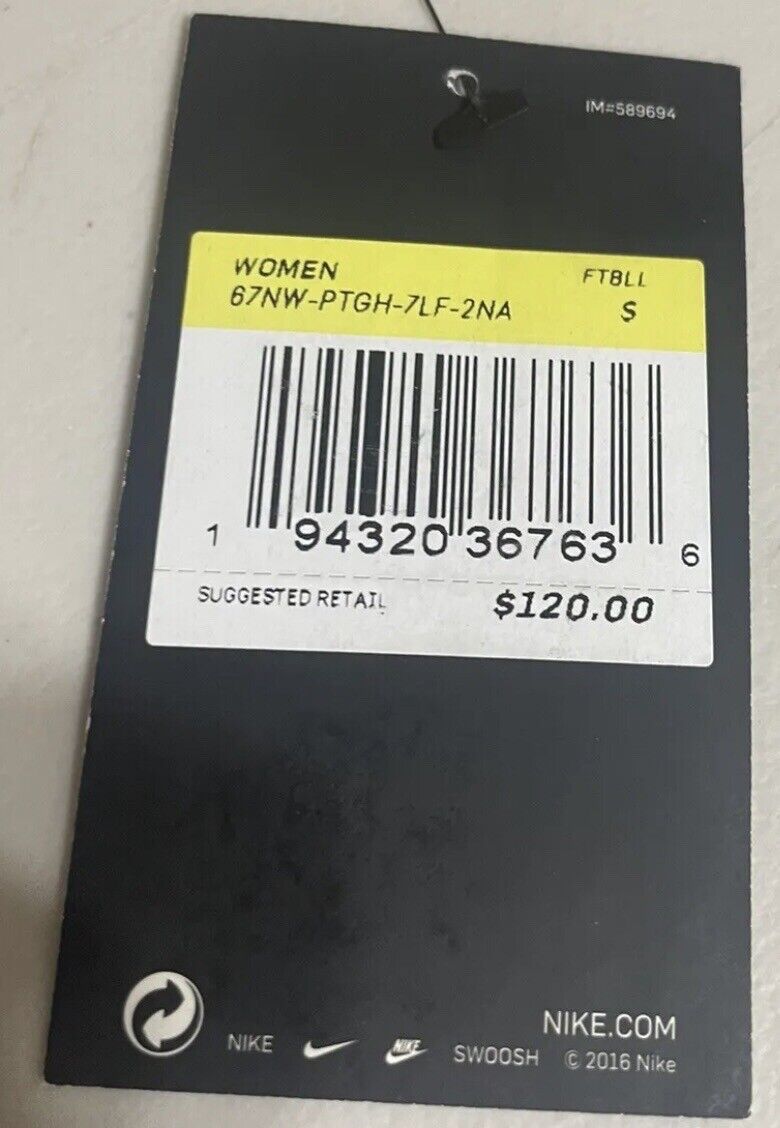 IM#589694
WOMEN FTBLL
67NW-PTGH-7LF-2NA S
1 94320 36763 6
SUGGESTED RETAIL $120.00
NIKE.COM
NIKE NIKE SWOOSH © 2016 Nike